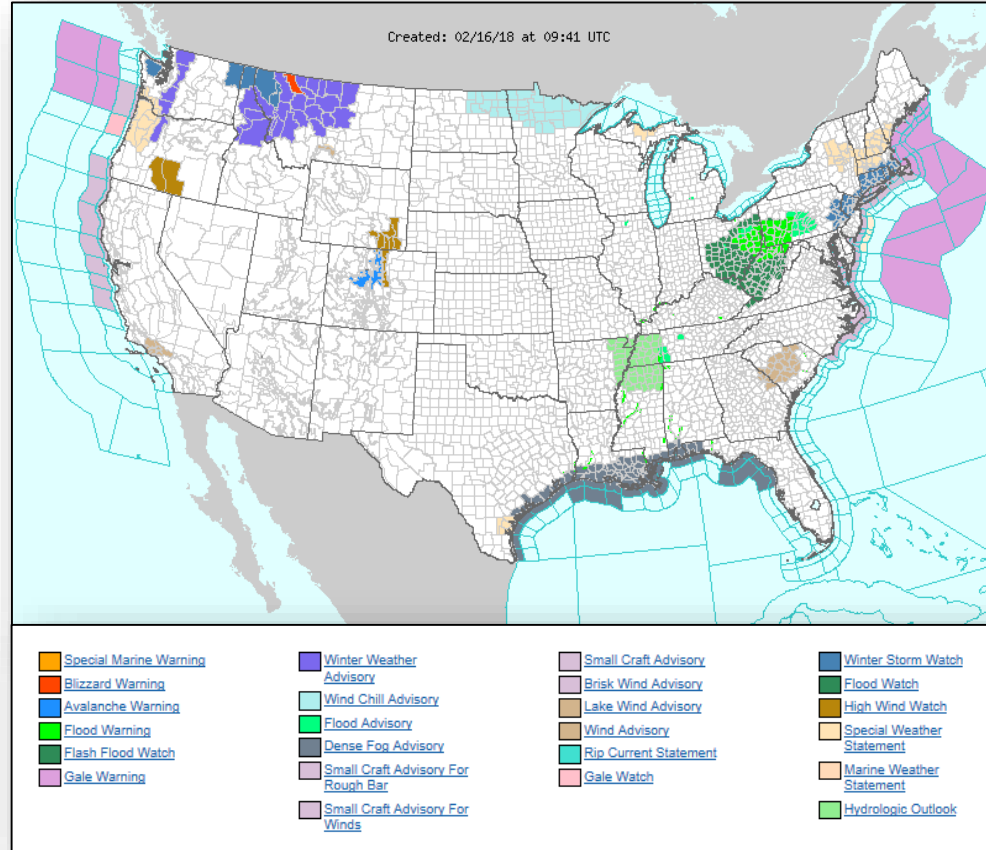 Created: 02/16/18 at 09:41 UTC
Special Marine Warning
Blizzard Warning
Avalanche Warning
Flood Warning
Flash Flood Watch
Gale Warning
Winter Weather
Advisory
Wind Chill Advisory
Flood Advisory
Dense Fog Advisory
Small Craft Advisory For
Rough Bar
Small Craft Advisory For
Winds
Small Craft Advisory
Brisk Wind Advisory
Lake Wind Advisory
Wind Advisory
Rip Current Statement
Gale Watch
Winter Storm Watch
Flood Watch
High Wind Watch
Special Weather
Statement
Marine Weather
Statement
Hydrologic Outlook